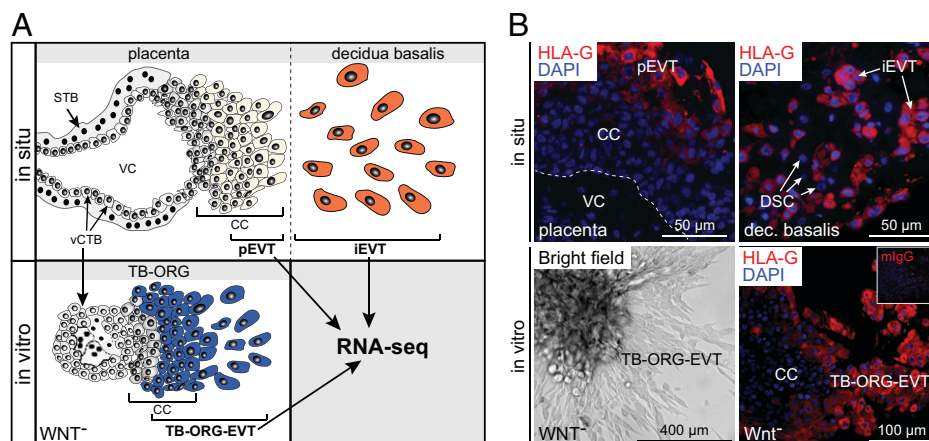 A
placenta
decidua basalis
in situ
STB
VC
vCTB
CC
pEVT
iEVT
TB-ORG
in vitro
RNA-seq
CC
TB-ORG-EVT
WNT⁻
B
HLA-G
DAPI
pEVT
CC
VC
placenta
50 µm
HLA-G
DAPI
iEVT
DSC
dec. basalis
50 µm
in situ
Bright field
TB-ORG-EVT
WNT⁻
400 µm
HLA-G
DAPI
mIgG
CC
TB-ORG-EVT
Wnt⁻
100 µm
in vitro